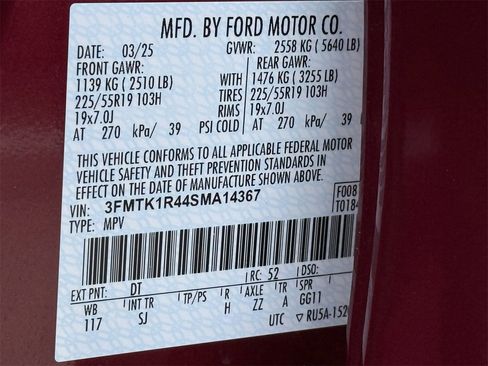 MFD. BY FORD MOTOR CO.
DATE: 03/25 GVWR: 2558 KG ( 5640 LB)
FRONT GAWR: REAR GAWR:
1139 KG ( 2510 LB) WITH 1476 KG ( 3255 LB)
225/55R19 103H TIRES 225/55R19 103H
19x7.0J RIMS 19x7.0J
AT 270 kPa/ 39 PSI COLD AT 270 kPa/ 39
THIS VEHICLE CONFORMS TO ALL APPLICABLE FEDERAL MOTOR
VEHICLE SAFETY AND THEFT PREVENTION STANDARDS IN
EFFECT ON THE DATE OF MANUFACTURE SHOWN ABOVE.
VIN: 3FMTK1R44SMA14367 F008
TYPE: MPV T0184
EXT PNT: DT RC: 52 DSO:
WB INT TR TP/PS R AXLE TR SPR
117 SJ H ZZ A GG11
UTC ▽ RU5A-152